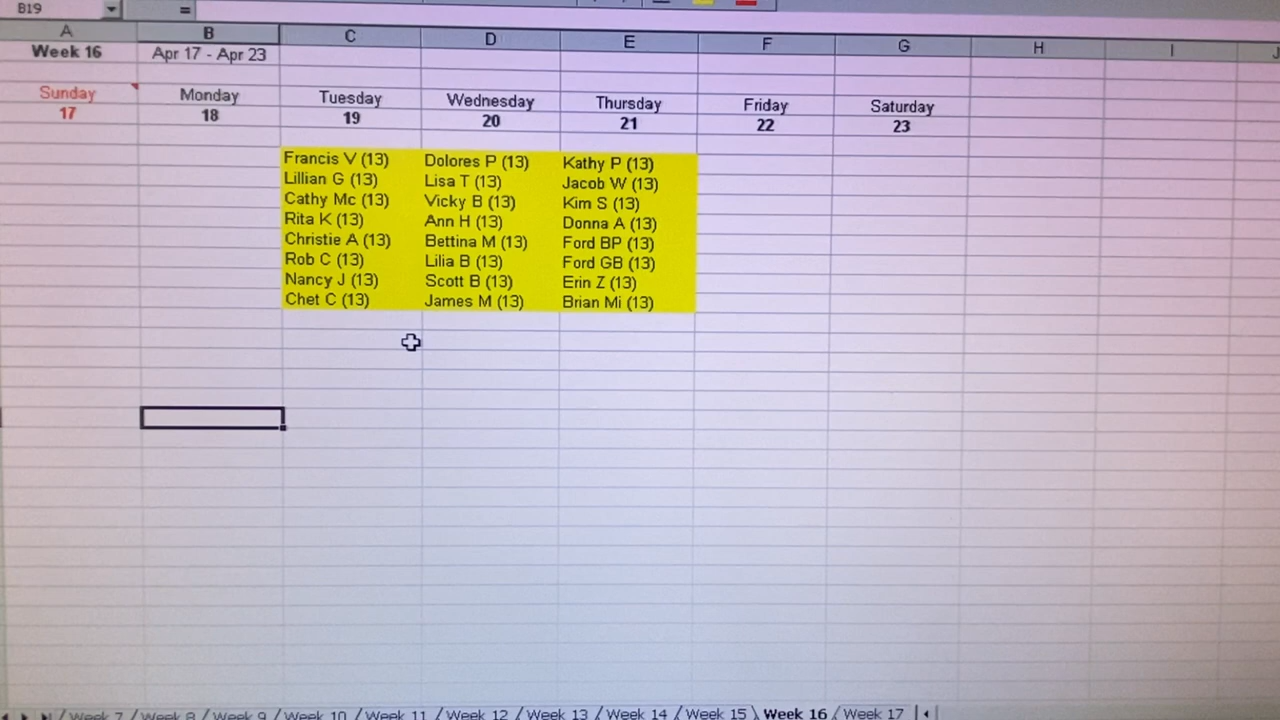 B19 =
A B C D E F G H I J
Week 16 Apr 17 - Apr 23
Sunday Monday Tuesday Wednesday Thursday Friday Saturday
17 18 19 20 21 22 23
Francis V (13) Dolores P (13) Kathy P (13)
Lillian G (13) Lisa T (13) Jacob W (13)
Cathy Mc (13) Vicky B (13) Kim S (13)
Rita K (13) Ann H (13) Donna A (13)
Christie A (13) Bettina M (13) Ford BP (13)
Rob C (13) Lilia B (13) Ford GB (13)
Nancy J (13) Scott B (13) Erin Z (13)
Chet C (13) James M (13) Brian Mi (13)
Week 7 Week 8 Week 9 Week 10 Week 11 Week 12 Week 13 Week 14 Week 15 Week 16 Week 17